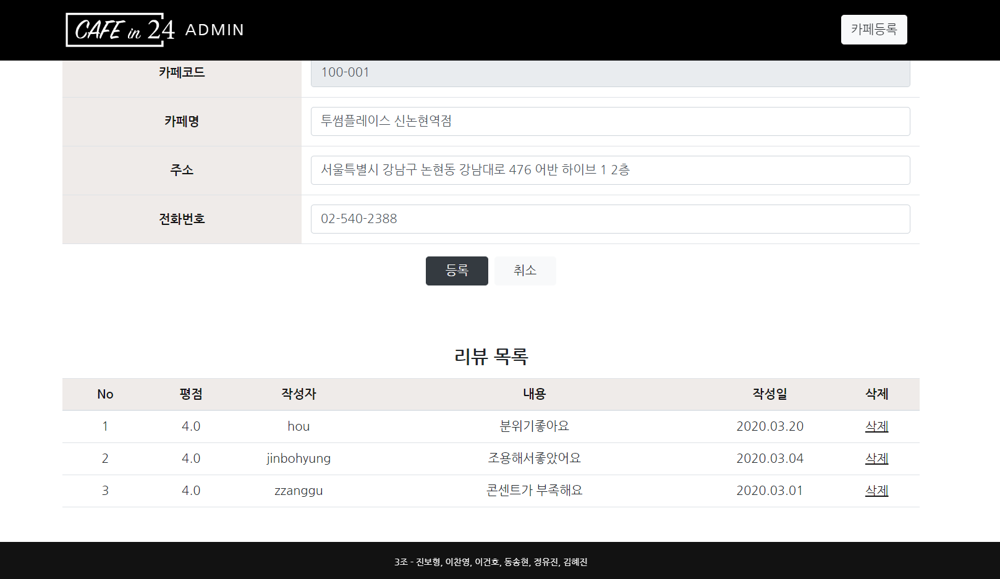 CAFE in 24 ADMIN 카페등록
카페코드 100-001
카페명 투썸플레이스 신논현역점
주소 서울특별시 강남구 논현동 강남대로 476 어반 하이브 1 2층
전화번호 02-540-2388
등록 취소
리뷰 목록
No 평점 작성자 내용 작성일 삭제
1 4.0 hou 분위기좋아요 2020.03.20 삭제
2 4.0 jinbohyung 조용해서좋았어요 2020.03.04 삭제
3 4.0 zzanggu 콘센트가 부족해요 2020.03.01 삭제
3조 - 진보형, 이찬영, 이건호, 동송현, 경유진, 김혜진